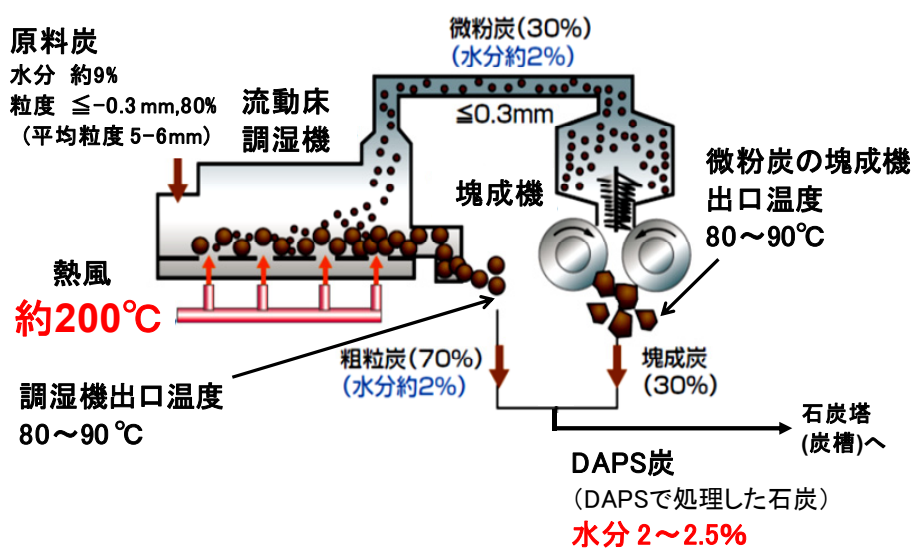 原料炭
水分 約9%
粒度 ≦-0.3 mm,80%
(平均粒度 5-6mm)
流動床
調湿機
微粉炭(30%)
(水分約2%)
≦0.3mm
塊成機
微粉炭の塊成機
出口温度
80～90℃
熱風
約200℃
調湿機出口温度
80～90℃
粗粒炭(70%)
(水分約2%)
塊成炭
(30%)
石炭塔
(炭槽)へ
DAPS炭
(DAPSで処理した石炭)
水分 2～2.5%